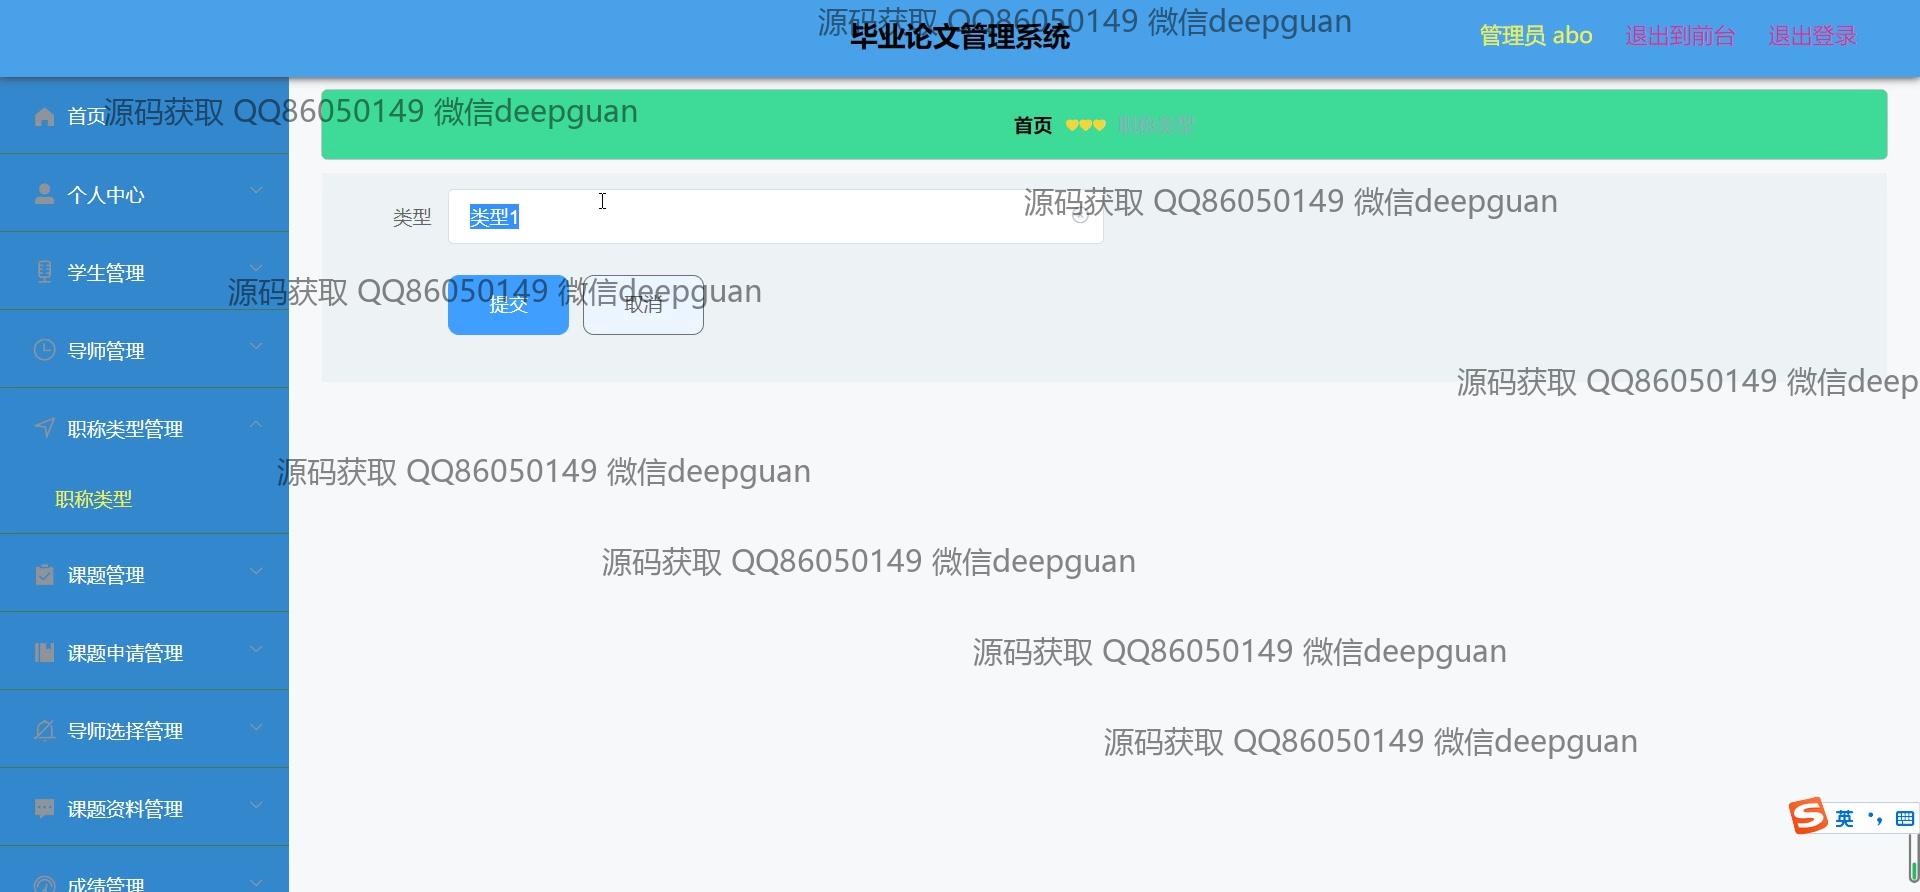 源码获取 QQ86050149 微信deepguan
毕业论文管理系统
管理员 abo
退出到前台
退出登录
首页
源码获取 QQ86050149 微信deepguan
首页
职称类型
个人中心
类型
类型1
源码获取 QQ86050149 微信deepguan
学生管理
源码获取 QQ86050149 微信deepguan
提交
取消
导师管理
源码获取 QQ86050149 微信deep
职称类型管理
源码获取 QQ86050149 微信deepguan
职称类型
源码获取 QQ86050149 微信deepguan
课题管理
课题申请管理
源码获取 QQ86050149 微信deepguan
导师选择管理
源码获取 QQ86050149 微信deepguan
课题资料管理
英
成绩管理